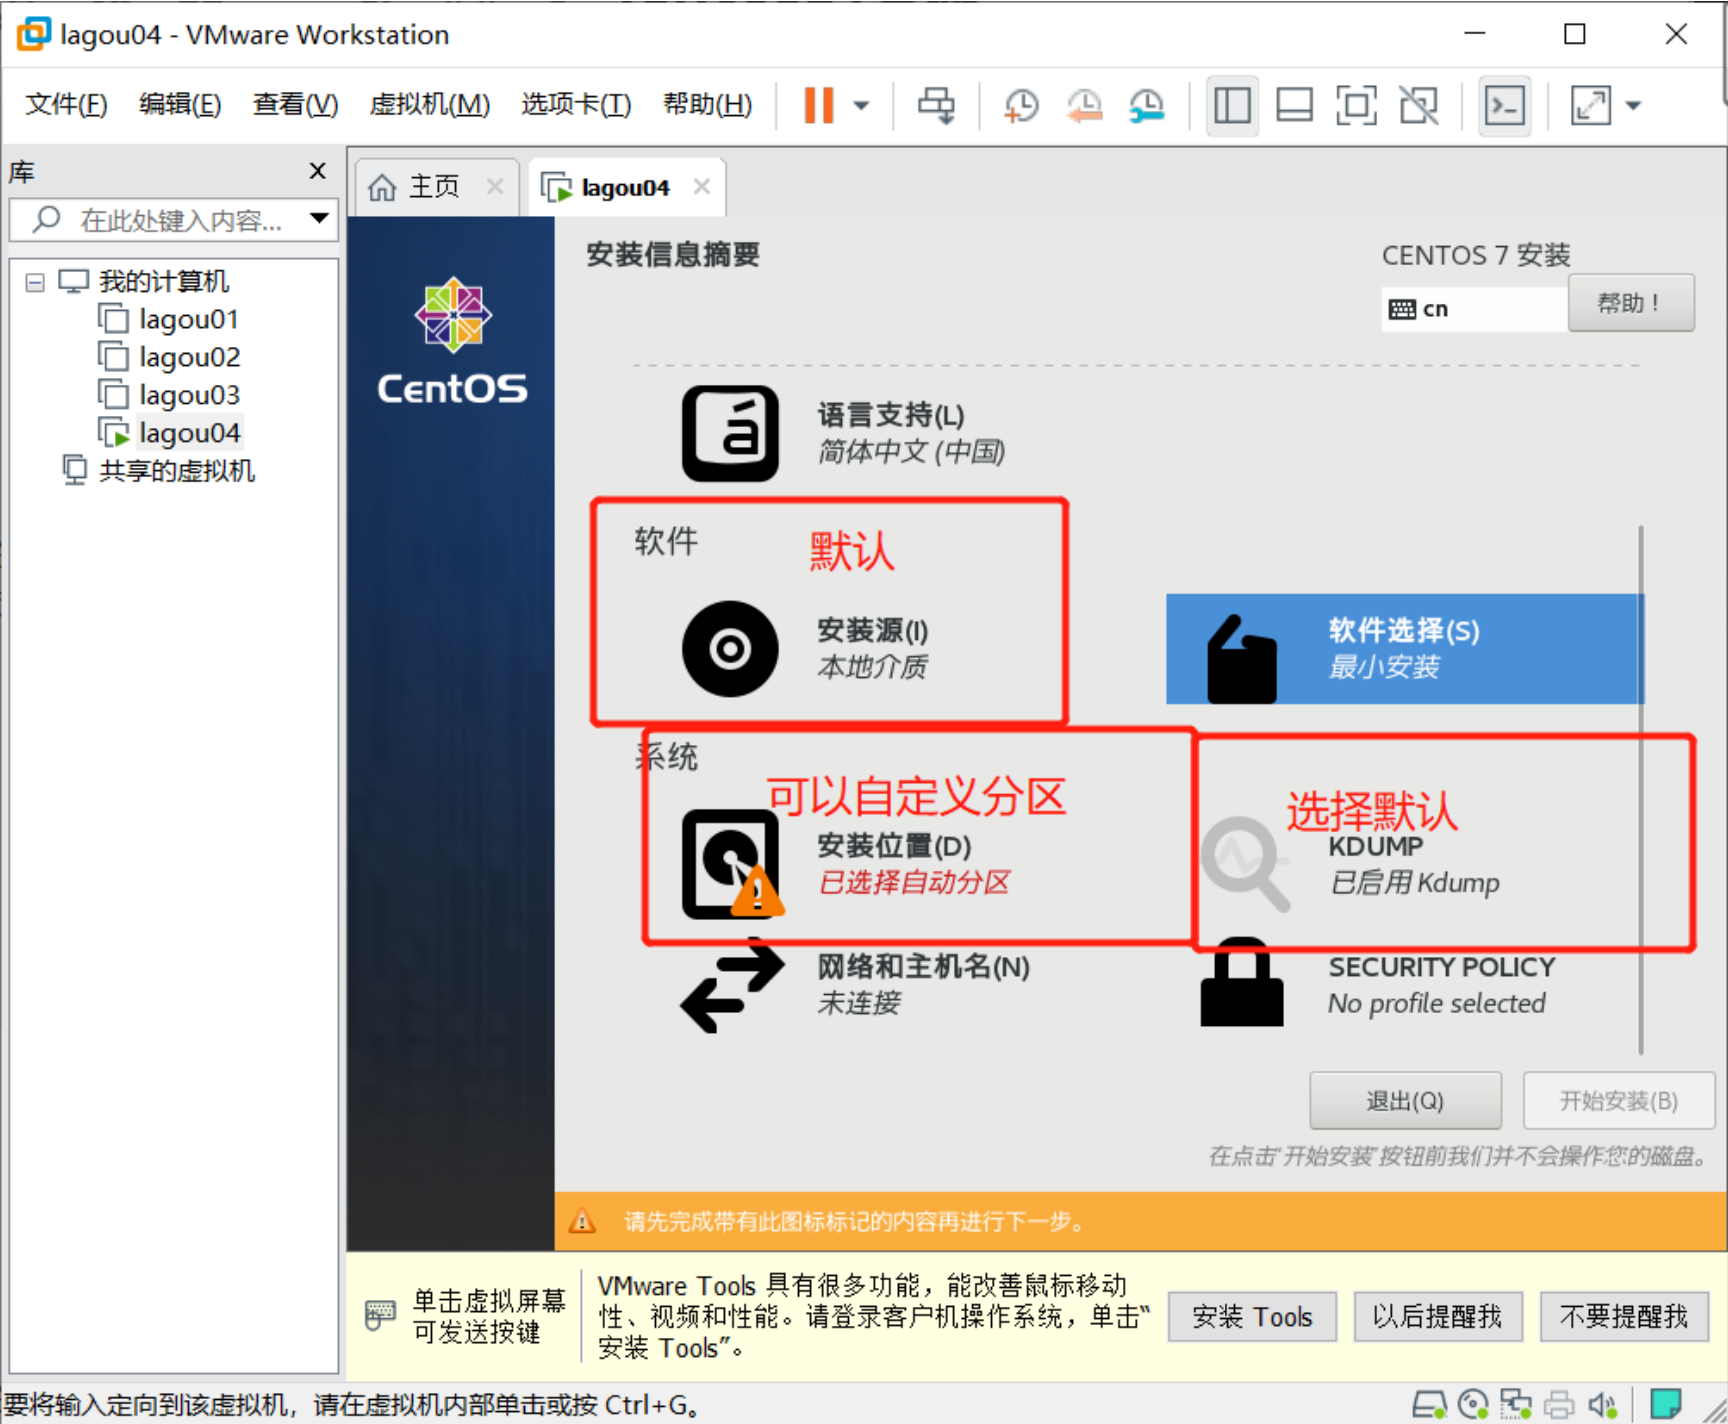 lagou04 - VMware Workstation
文件(F) 编辑(E) 查看(V) 虚拟机(M) 选项卡(T) 帮助(H)
库
在此处键入内容...
我的计算机
lagou01
lagou02
lagou03
lagou04
共享的虚拟机
主页
lagou04
CentOS
安装信息摘要
CENTOS 7 安装
cn
帮助！
语言支持(L)
简体中文 (中国)
软件
默认
安装源(I)
本地介质
软件选择(S)
最小安装
系统
可以自定义分区
安装位置(D)
已选择自动分区
选择默认
KDUMP
已启用 Kdump
网络和主机名(N)
未连接
SECURITY POLICY
No profile selected
退出(Q)
开始安装(B)
在点击“开始安装”按钮前我们并不会操作您的磁盘。
请先完成带有此图标标记的内容再进行下一步。
单击虚拟屏幕
可发送按键
VMware Tools 具有很多功能，能改善鼠标移动
性、视频和性能。请登录客户机操作系统，单击“
安装 Tools”。
安装 Tools
以后提醒我
不要提醒我
要将输入定向到该虚拟机，请在虚拟机内部单击或按 Ctrl+G。